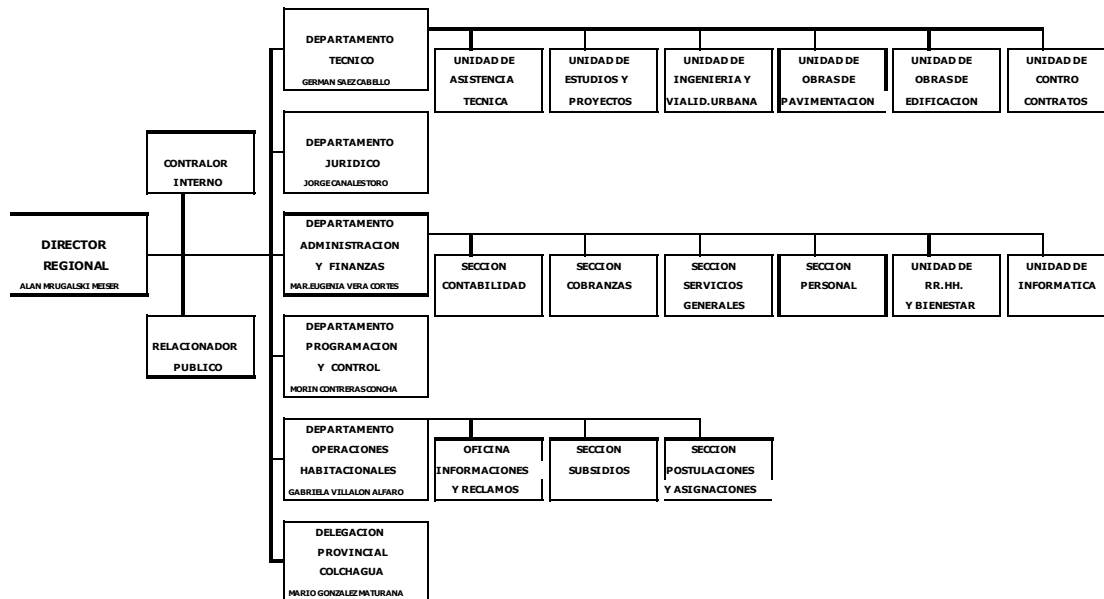 DEPARTAMENTO
TECNICO
GERMAN SAEZ CABELLO
UNIDAD DE
ASISTENCIA
TECNICA
UNIDAD DE
ESTUDIOS Y
PROYECTOS
UNIDAD DE
INGENIERIA Y
VIALID.URBANA
UNIDAD DE
OBRAS DE
PAVIMENTACION
UNIDAD DE
OBRAS DE
EDIFICACION
UNIDAD DE
CONTRO
CONTRATOS
DEPARTAMENTO
JURIDICO
JORGE CANALES TORO
CONTRALOR
INTERNO
DIRECTOR
REGIONAL
ALAN MRUGALSKI MEISER
DEPARTAMENTO
ADMINISTRACION
Y FINANZAS
MAR.EUGENIA VERA CORTES
SECCION
CONTABILIDAD
SECCION
COBRANZAS
SECCION
SERVICIOS
GENERALES
SECCION
PERSONAL
UNIDAD DE
RR.HH.
Y BIENESTAR
UNIDAD DE
INFORMATICA
RELACIONADOR
PUBLICO
DEPARTAMENTO
PROGRAMACION
Y CONTROL
MORIN CONTRERAS CONCHA
DEPARTAMENTO
OPERACIONES
HABITACIONALES
GABRIELA VILLALON ALFARO
OFICINA
INFORMACIONES
Y RECLAMOS
SECCION
SUBSIDIOS
SECCION
POSTULACIONES
Y ASIGNACIONES
DELEGACION
PROVINCIAL
COLCHAGUA
MARIO GONZALEZ MATURANA